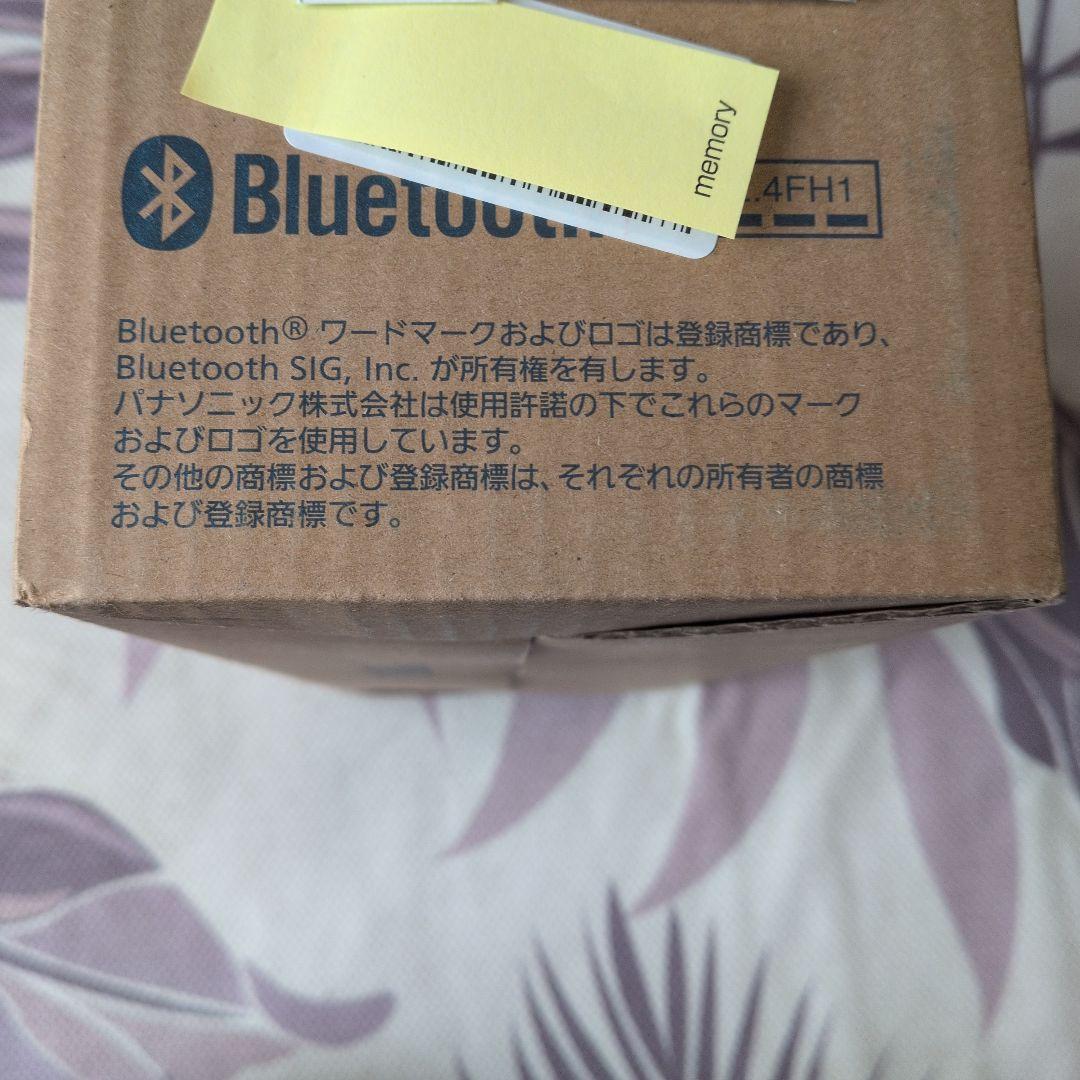 memory
Bluetooth
.4FH1
Bluetooth® ワードマークおよびロゴは登録商標であり、
Bluetooth SIG, Inc. が所有権を有します。
パナソニック株式会社は使用許諾の下でこれらのマーク
およびロゴを使用しています。
その他の商標および登録商標は、それぞれの所有者の商標
および登録商標です。